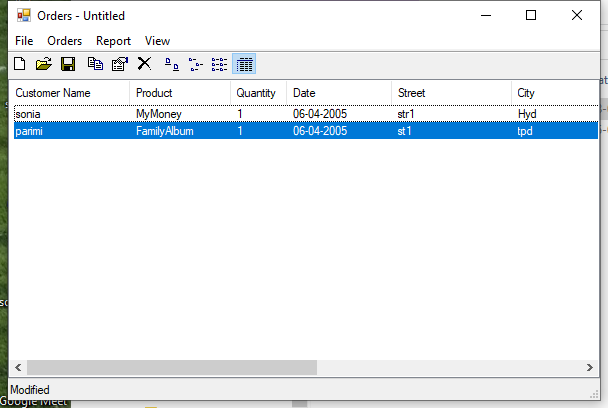 Orders - Untitled
File Orders Report View
Customer Name Product Quantity Date Street City
sonia MyMoney 1 06-04-2005 str1 Hyd
parimi FamilyAlbum 1 06-04-2005 st1 tpd
Modified
Google Meet